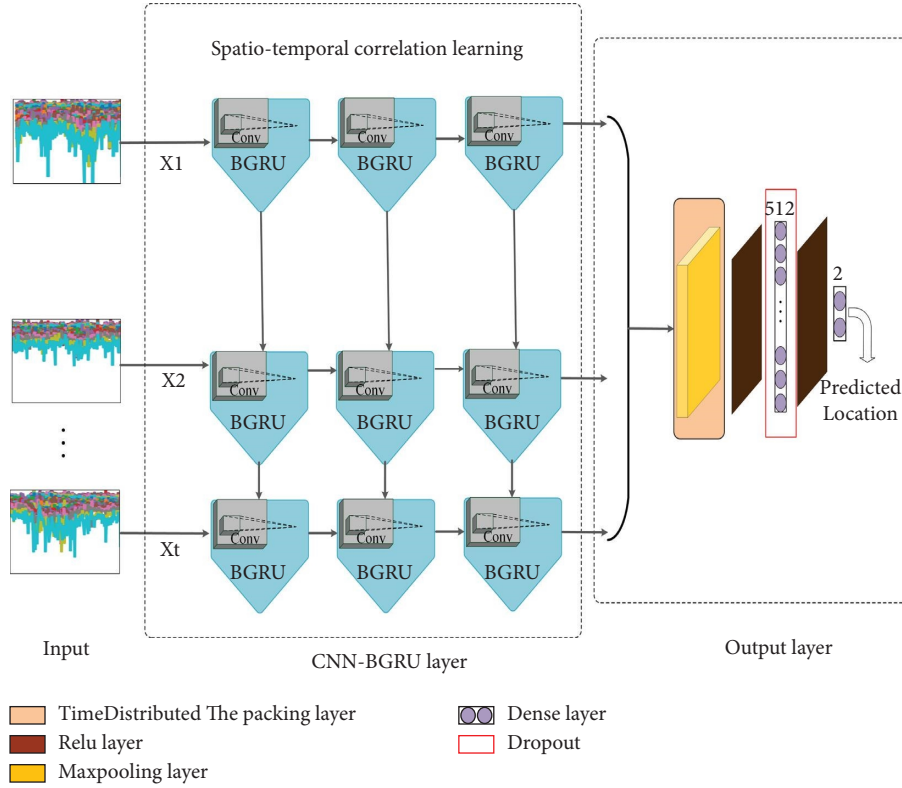 Spatio-temporal correlation learning
Conv
BGRU
Conv
BGRU
Conv
BGRU
X1
Conv
BGRU
Conv
BGRU
Conv
BGRU
X2
Conv
BGRU
Conv
BGRU
Conv
BGRU
Xt
512
2
Predicted
Location
Input
CNN-BGRU layer
Output layer
TimeDistributed The packing layer
Relu layer
Maxpooling layer
Dense layer
Dropout